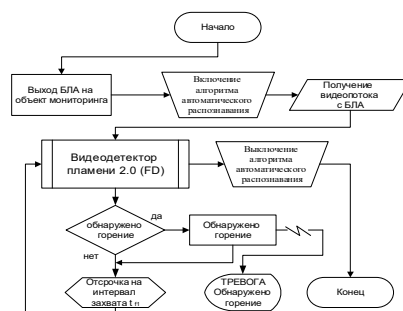 Начало
Выход БЛА на
объект мониторинга
Включение
алгоритма
автоматического
распознавания
Получение
видеопотока
с БЛА
Видеодетектор
пламени 2.0 (FD)
Выключение
алгоритма
автоматического
распознавания
обнаружено
горение
да
нет
Обнаружено
горение
Отсрочка на
интервал
захвата t
ТРЕВОГА
Обнаружено
горение
Конец